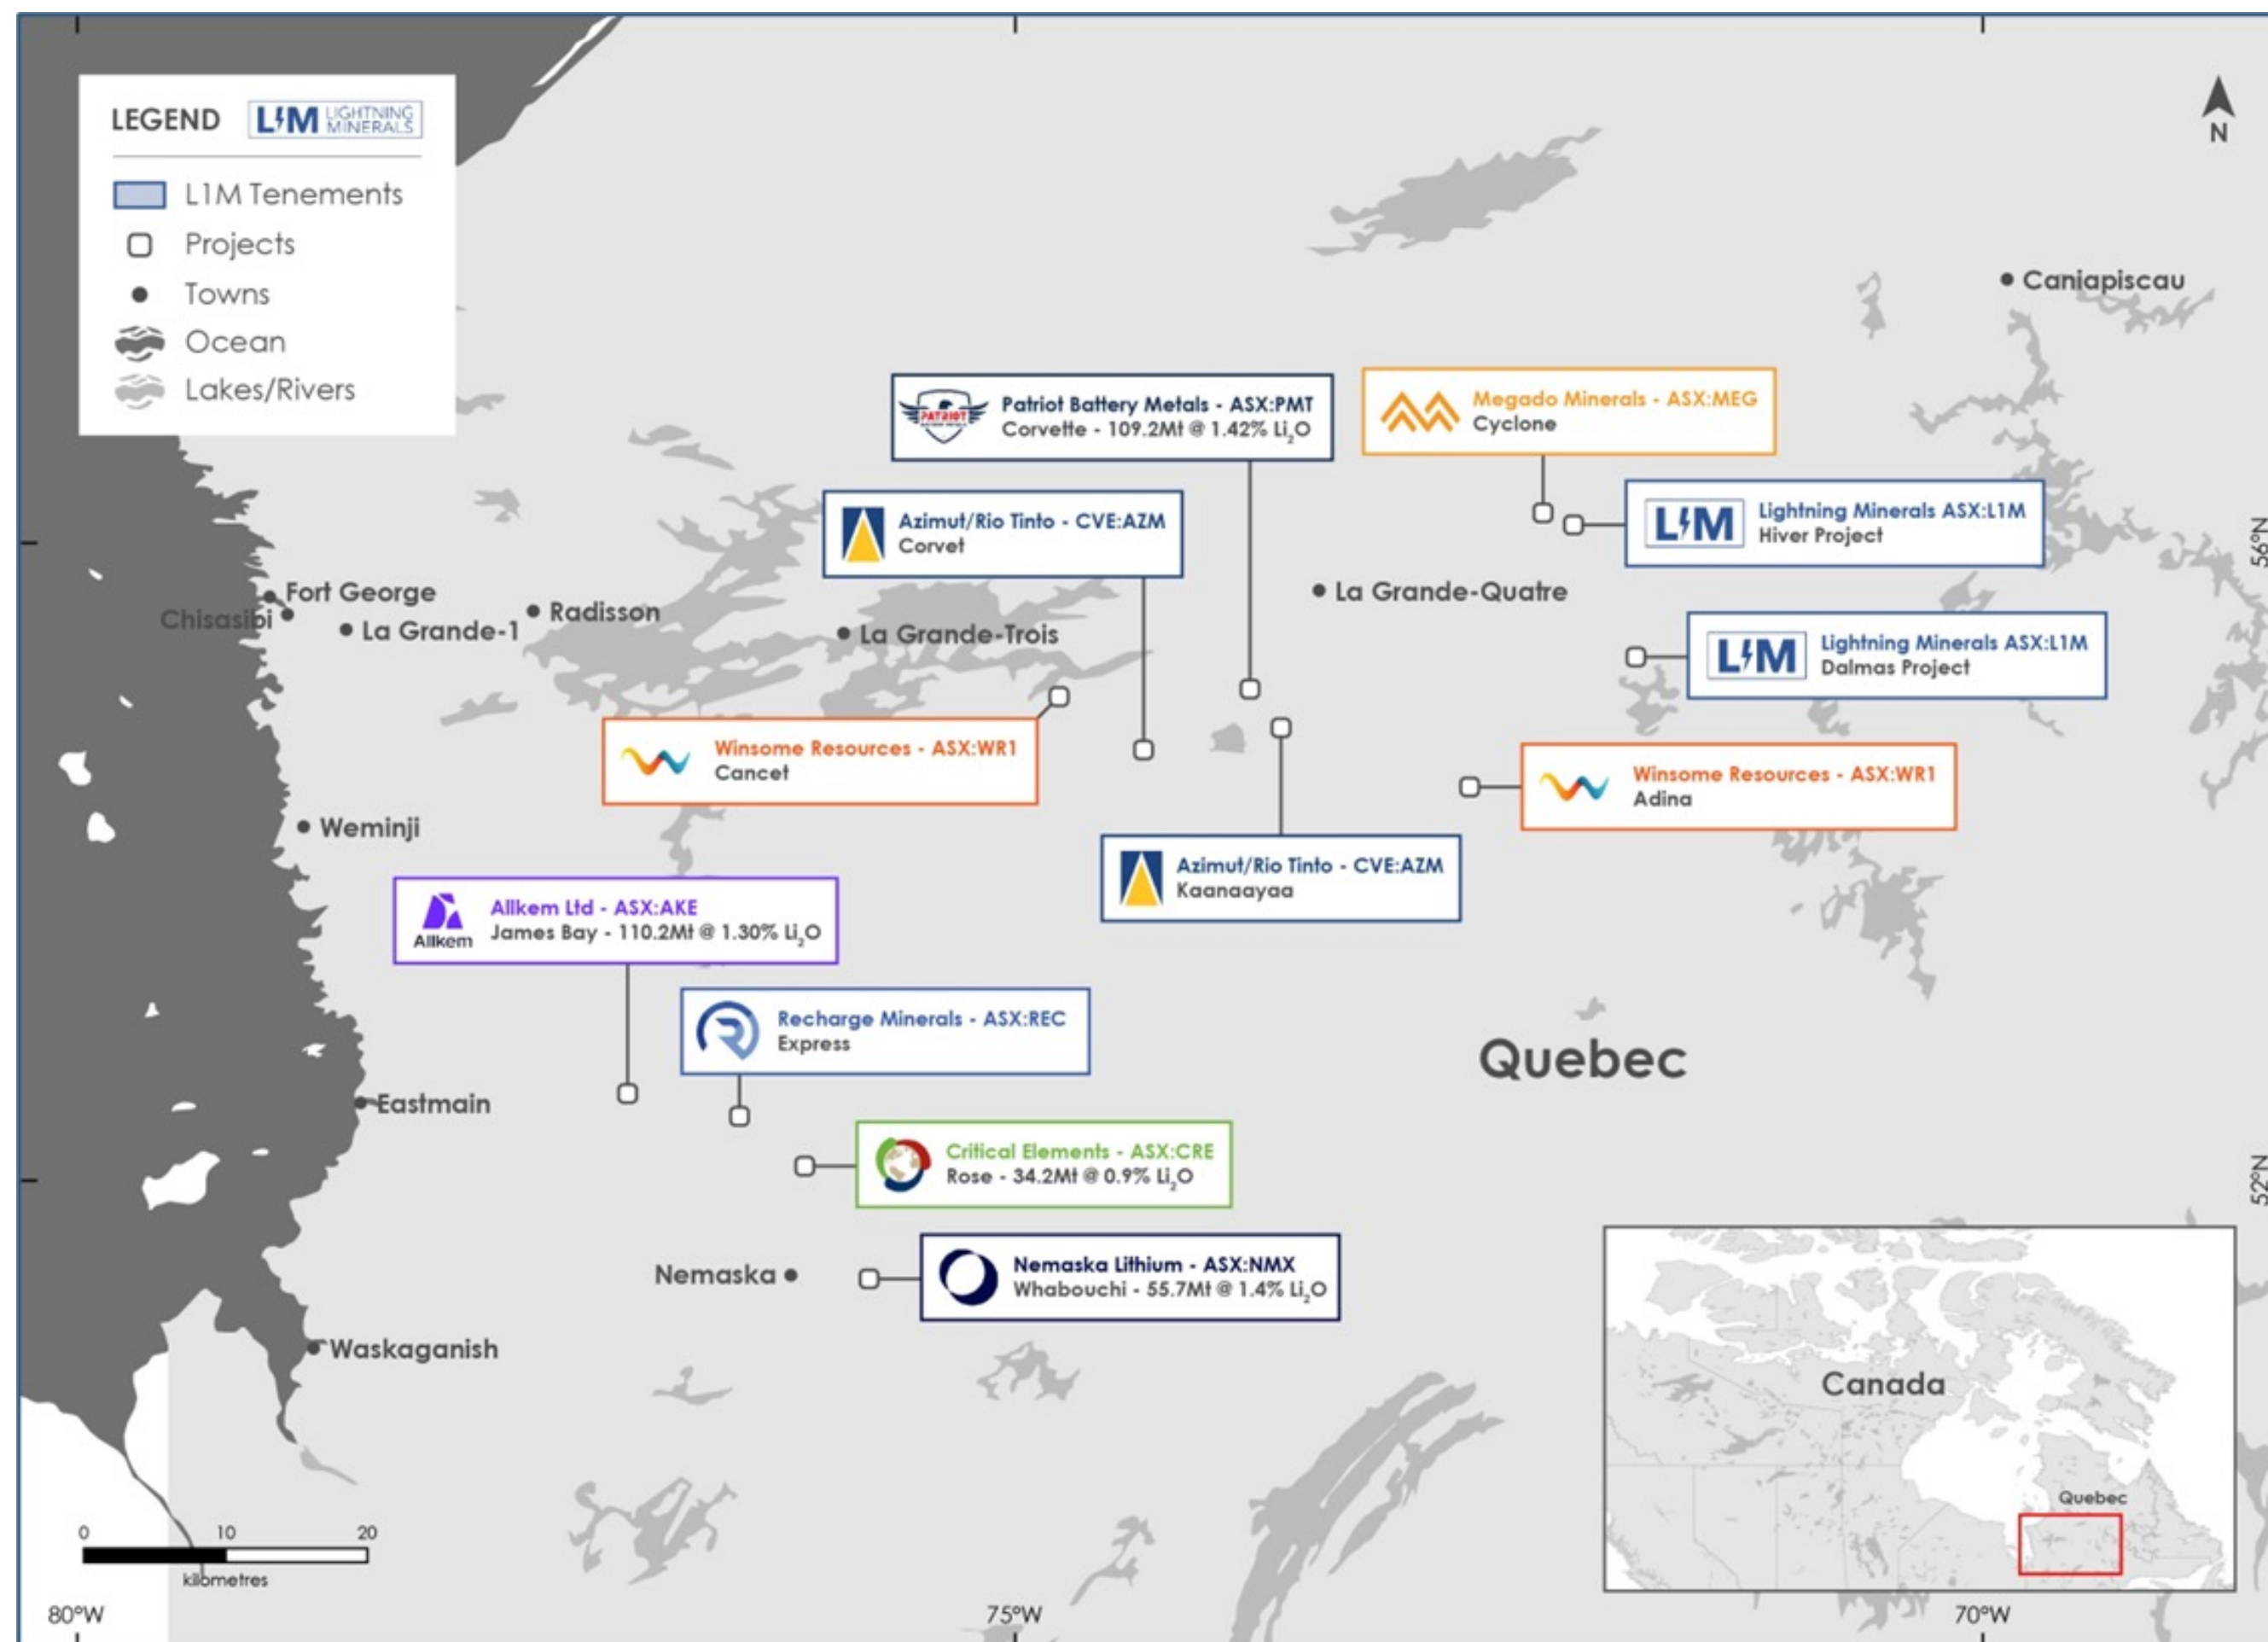 LEGEND
L1M LIGHTNING MINERALS
L1M Tenements
Projects
Towns
Ocean
Lakes/Rivers
N
Caniapiscau
PATRIOT
Patriot Battery Metals - ASX:PMT
Corvette - 109.2Mt @ 1.42% Li₂O
Megado Minerals - ASX:MEG
Cyclone
Azimut/Rio Tinto - CVE:AZM
Corvet
L1M
Lightning Minerals ASX:L1M
Hiver Project
56°N
Fort George
Chisasibi
La Grande-1
Radisson
La Grande-Trois
La Grande-Quatre
L1M
Lightning Minerals ASX:L1M
Dalmas Project
Winsome Resources - ASX:WR1
Cancet
Winsome Resources - ASX:WR1
Adina
Weminji
Azimut/Rio Tinto - CVE:AZM
Kaanaayaa
Allkem
Allkem Ltd - ASX:AKE
James Bay - 110.2Mt @ 1.30% Li₂O
Recharge Minerals - ASX:REC
Express
Quebec
Eastmain
Critical Elements - ASX:CRE
Rose - 34.2Mt @ 0.9% Li₂O
52°N
Nemaska
Nemaska Lithium - ASX:NMX
Whabouchi - 55.7Mt @ 1.4% Li₂O
Waskaganish
Canada
Quebec
0 10 20
kilometres
80°W 75°W 70°W